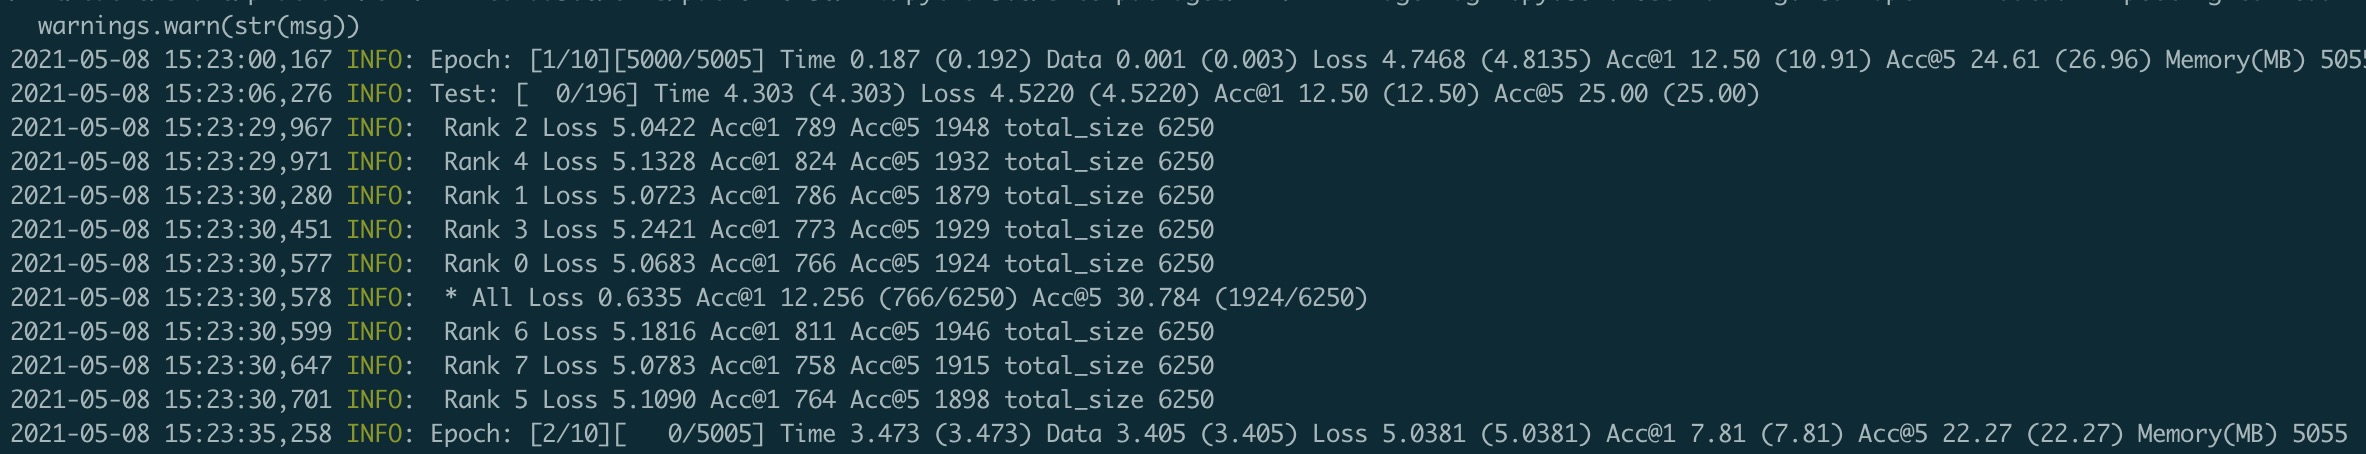 warnings.warn(str(msg))
2021-05-08 15:23:00,167 INFO: Epoch: [1/10][5000/5005] Time 0.187 (0.192) Data 0.001 (0.003) Loss 4.7468 (4.8135) Acc@1 12.50 (10.91) Acc@5 24.61 (26.96) Memory(MB) 5055
2021-05-08 15:23:06,276 INFO: Test: [  0/196] Time 4.303 (4.303) Loss 4.5220 (4.5220) Acc@1 12.50 (12.50) Acc@5 25.00 (25.00)
2021-05-08 15:23:29,967 INFO:  Rank 2 Loss 5.0422 Acc@1 789 Acc@5 1948 total_size 6250
2021-05-08 15:23:29,971 INFO:  Rank 4 Loss 5.1328 Acc@1 824 Acc@5 1932 total_size 6250
2021-05-08 15:23:30,280 INFO:  Rank 1 Loss 5.0723 Acc@1 786 Acc@5 1879 total_size 6250
2021-05-08 15:23:30,451 INFO:  Rank 3 Loss 5.2421 Acc@1 773 Acc@5 1929 total_size 6250
2021-05-08 15:23:30,577 INFO:  Rank 0 Loss 5.0683 Acc@1 766 Acc@5 1924 total_size 6250
2021-05-08 15:23:30,578 INFO:  * All Loss 0.6335 Acc@1 12.256 (766/6250) Acc@5 30.784 (1924/6250)
2021-05-08 15:23:30,599 INFO:  Rank 6 Loss 5.1816 Acc@1 811 Acc@5 1946 total_size 6250
2021-05-08 15:23:30,647 INFO:  Rank 7 Loss 5.0783 Acc@1 758 Acc@5 1915 total_size 6250
2021-05-08 15:23:30,701 INFO:  Rank 5 Loss 5.1090 Acc@1 764 Acc@5 1898 total_size 6250
2021-05-08 15:23:35,258 INFO: Epoch: [2/10][   0/5005] Time 3.473 (3.473) Data 3.405 (3.405) Loss 5.0381 (5.0381) Acc@1 7.81 (7.81) Acc@5 22.27 (22.27) Memory(MB) 5055